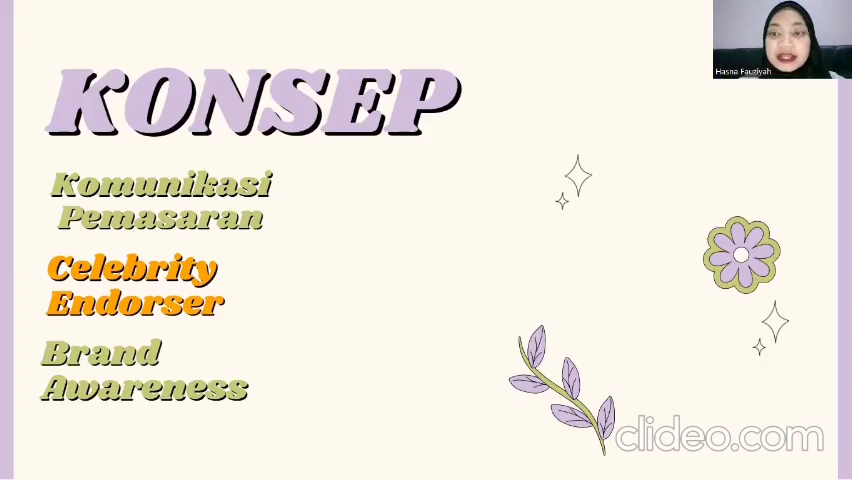 Hasna Fauziyah
KONSEP
Komunikasi
Pemasaran
Celebrity
Endorser
Brand
Awareness
clideo.com